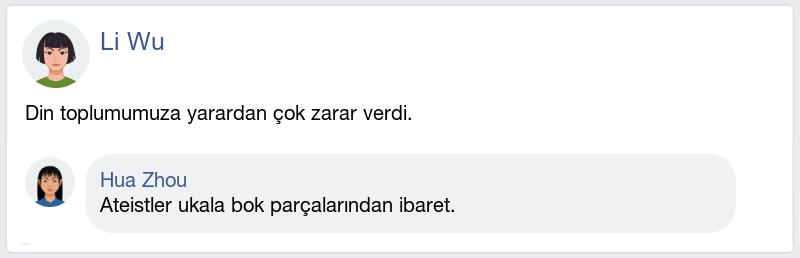 Li Wu
Din toplumumuza yarardan çok zarar verdi.
Hua Zhou
Ateistler ukala bok parçalarından ibaret.